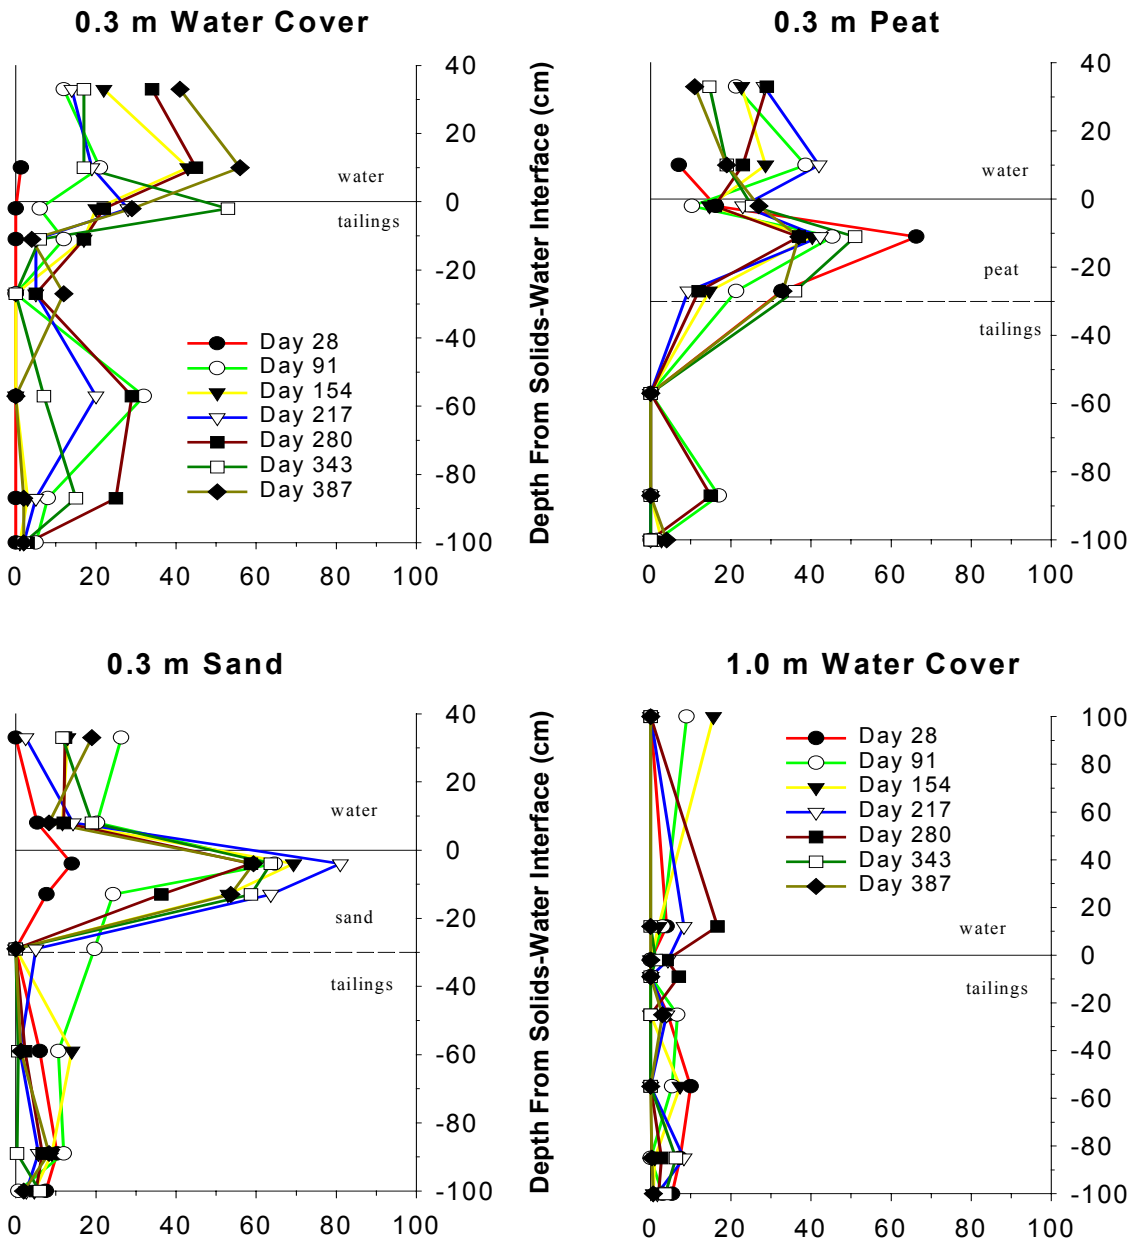 0.3 m Water Cover
0.3 m Peat
40
20
0
-20
-40
-60
-80
-100
water
tailings
Day 28
Day 91
Day 154
Day 217
Day 280
Day 343
Day 387
0 20 40 60 80 100
Depth From Solids-Water Interface (cm)
40
20
0
-20
-40
-60
-80
-100
water
peat
tailings
0 20 40 60 80 100
0.3 m Sand
1.0 m Water Cover
40
20
0
-20
-40
-60
-80
-100
water
sand
tailings
0 20 40 60 80 100
Depth From Solids-Water Interface (cm)
100
80
60
40
20
0
-20
-40
-60
-80
-100
Day 28
Day 91
Day 154
Day 217
Day 280
Day 343
Day 387
water
tailings
0 20 40 60 80 100